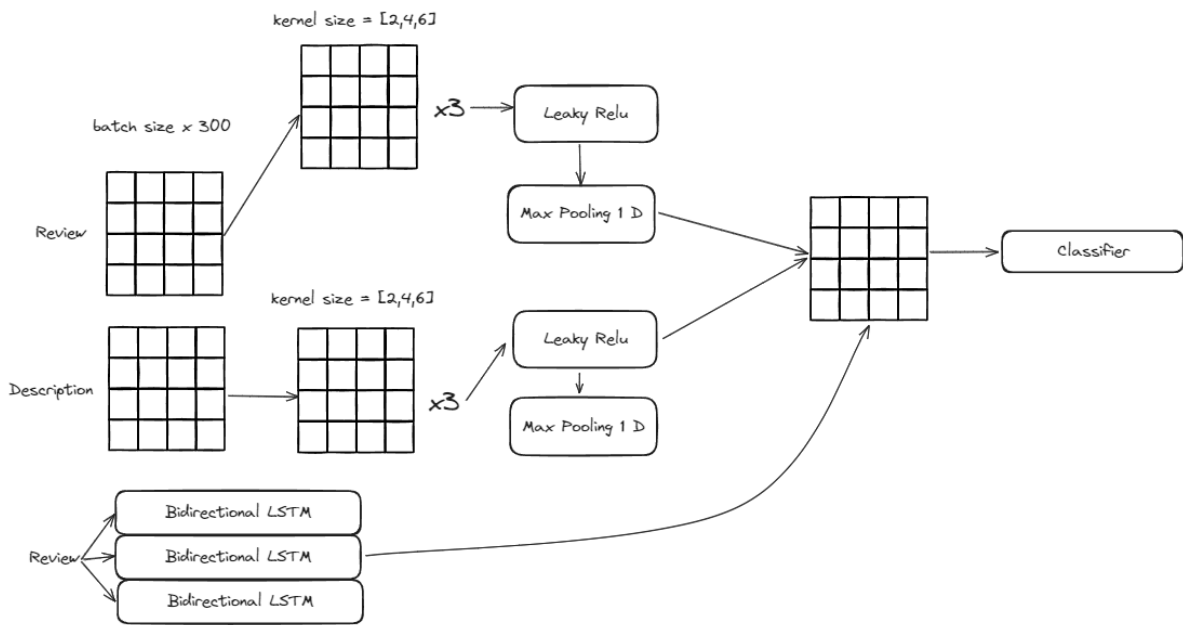 kernel size = [2,4,6]
x3
Leaky Relu
batch size x 300
Review
Max Pooling 1 D
Classifier
kernel size = [2,4,6]
Description
x3
Leaky Relu
Max Pooling 1 D
Review
Bidirectional LSTM
Bidirectional LSTM
Bidirectional LSTM